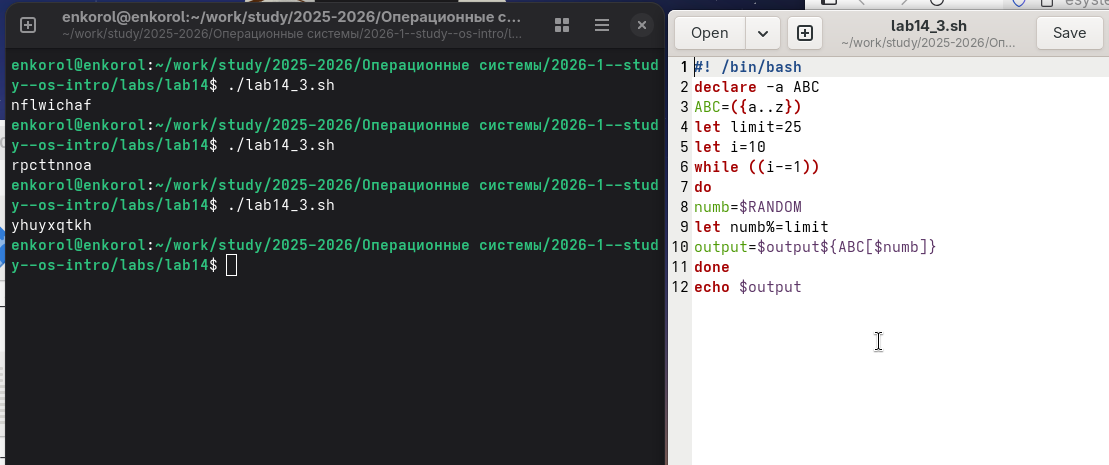 enkorol@enkorol:~/work/study/2025-2026/Операционные с...
~/work/study/2025-2026/Операционные системы/2026-1--study--os-intro/l...
enkorol@enkorol:~/work/study/2025-2026/Операционные системы/2026-1--stud
y--os-intro/labs/lab14$ ./lab14_3.sh
nflwichaf
enkorol@enkorol:~/work/study/2025-2026/Операционные системы/2026-1--stud
y--os-intro/labs/lab14$ ./lab14_3.sh
rpcttnnoa
enkorol@enkorol:~/work/study/2025-2026/Операционные системы/2026-1--stud
y--os-intro/labs/lab14$ ./lab14_3.sh
yhuyxqtkh
enkorol@enkorol:~/work/study/2025-2026/Операционные системы/2026-1--stud
y--os-intro/labs/lab14$
Open
lab14_3.sh
~/work/study/2025-2026/Оп...
Save
1 #! /bin/bash
2 declare -a ABC
3 ABC=({a..z})
4 let limit=25
5 let i=10
6 while ((i-=1))
7 do
8 numb=$RANDOM
9 let numb%=limit
10 output=$output${ABC[$numb]}
11 done
12 echo $output